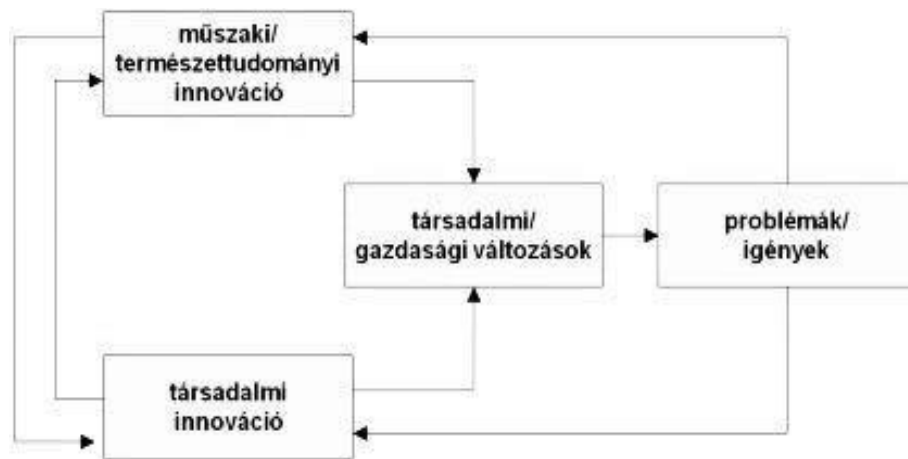 műszaki/
természettudományi
innováció
társadalmi/
gazdasági változások
problémák/
igények
társadalmi
innováció